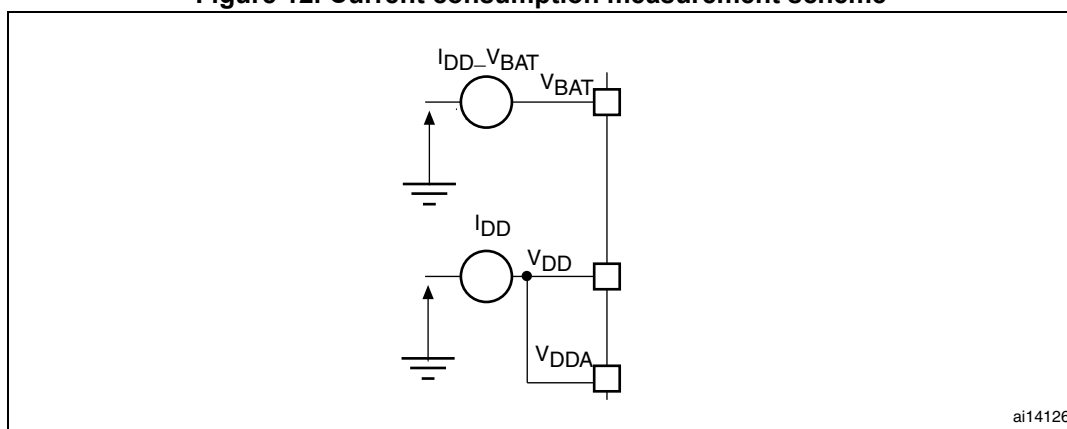 Figure 12. Current consumption measurement scheme
IDD_VBAT
VBAT
IDD
VDD
VDDA
ai14126